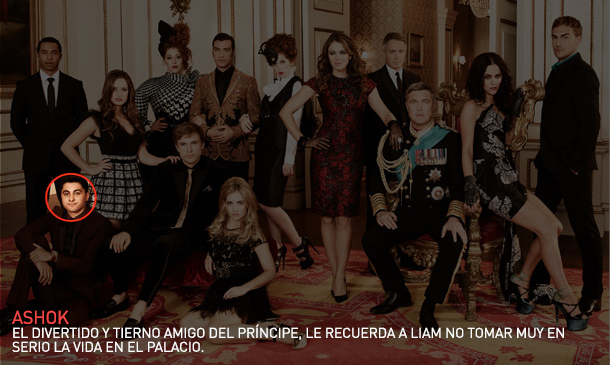 ASHOK
EL DIVERTIDO Y TIERNO AMIGO DEL PRÍNCIPE, LE RECUERDA A LIAM NO TOMAR MUY EN
SERIO LA VIDA EN EL PALACIO.